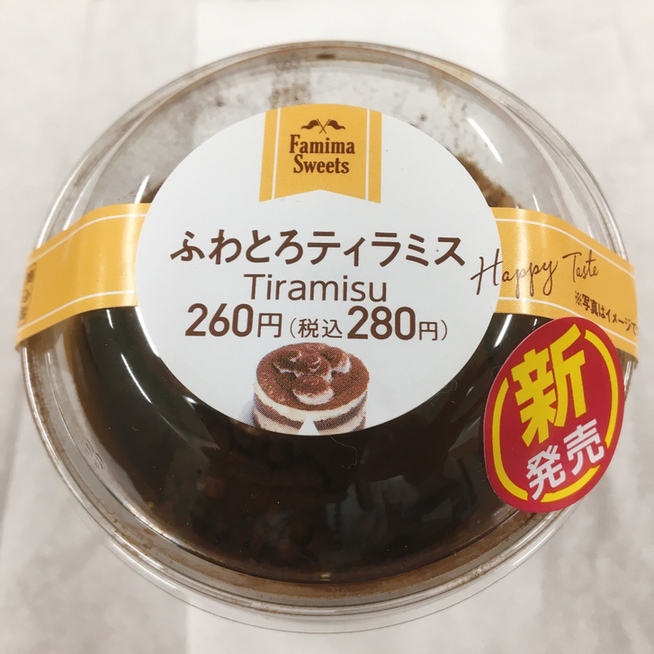 Famima
Sweets
ふわとろティラミス
Tiramisu
260円(税込280円)
Happy Taste
※写真はイメージで
新
発売